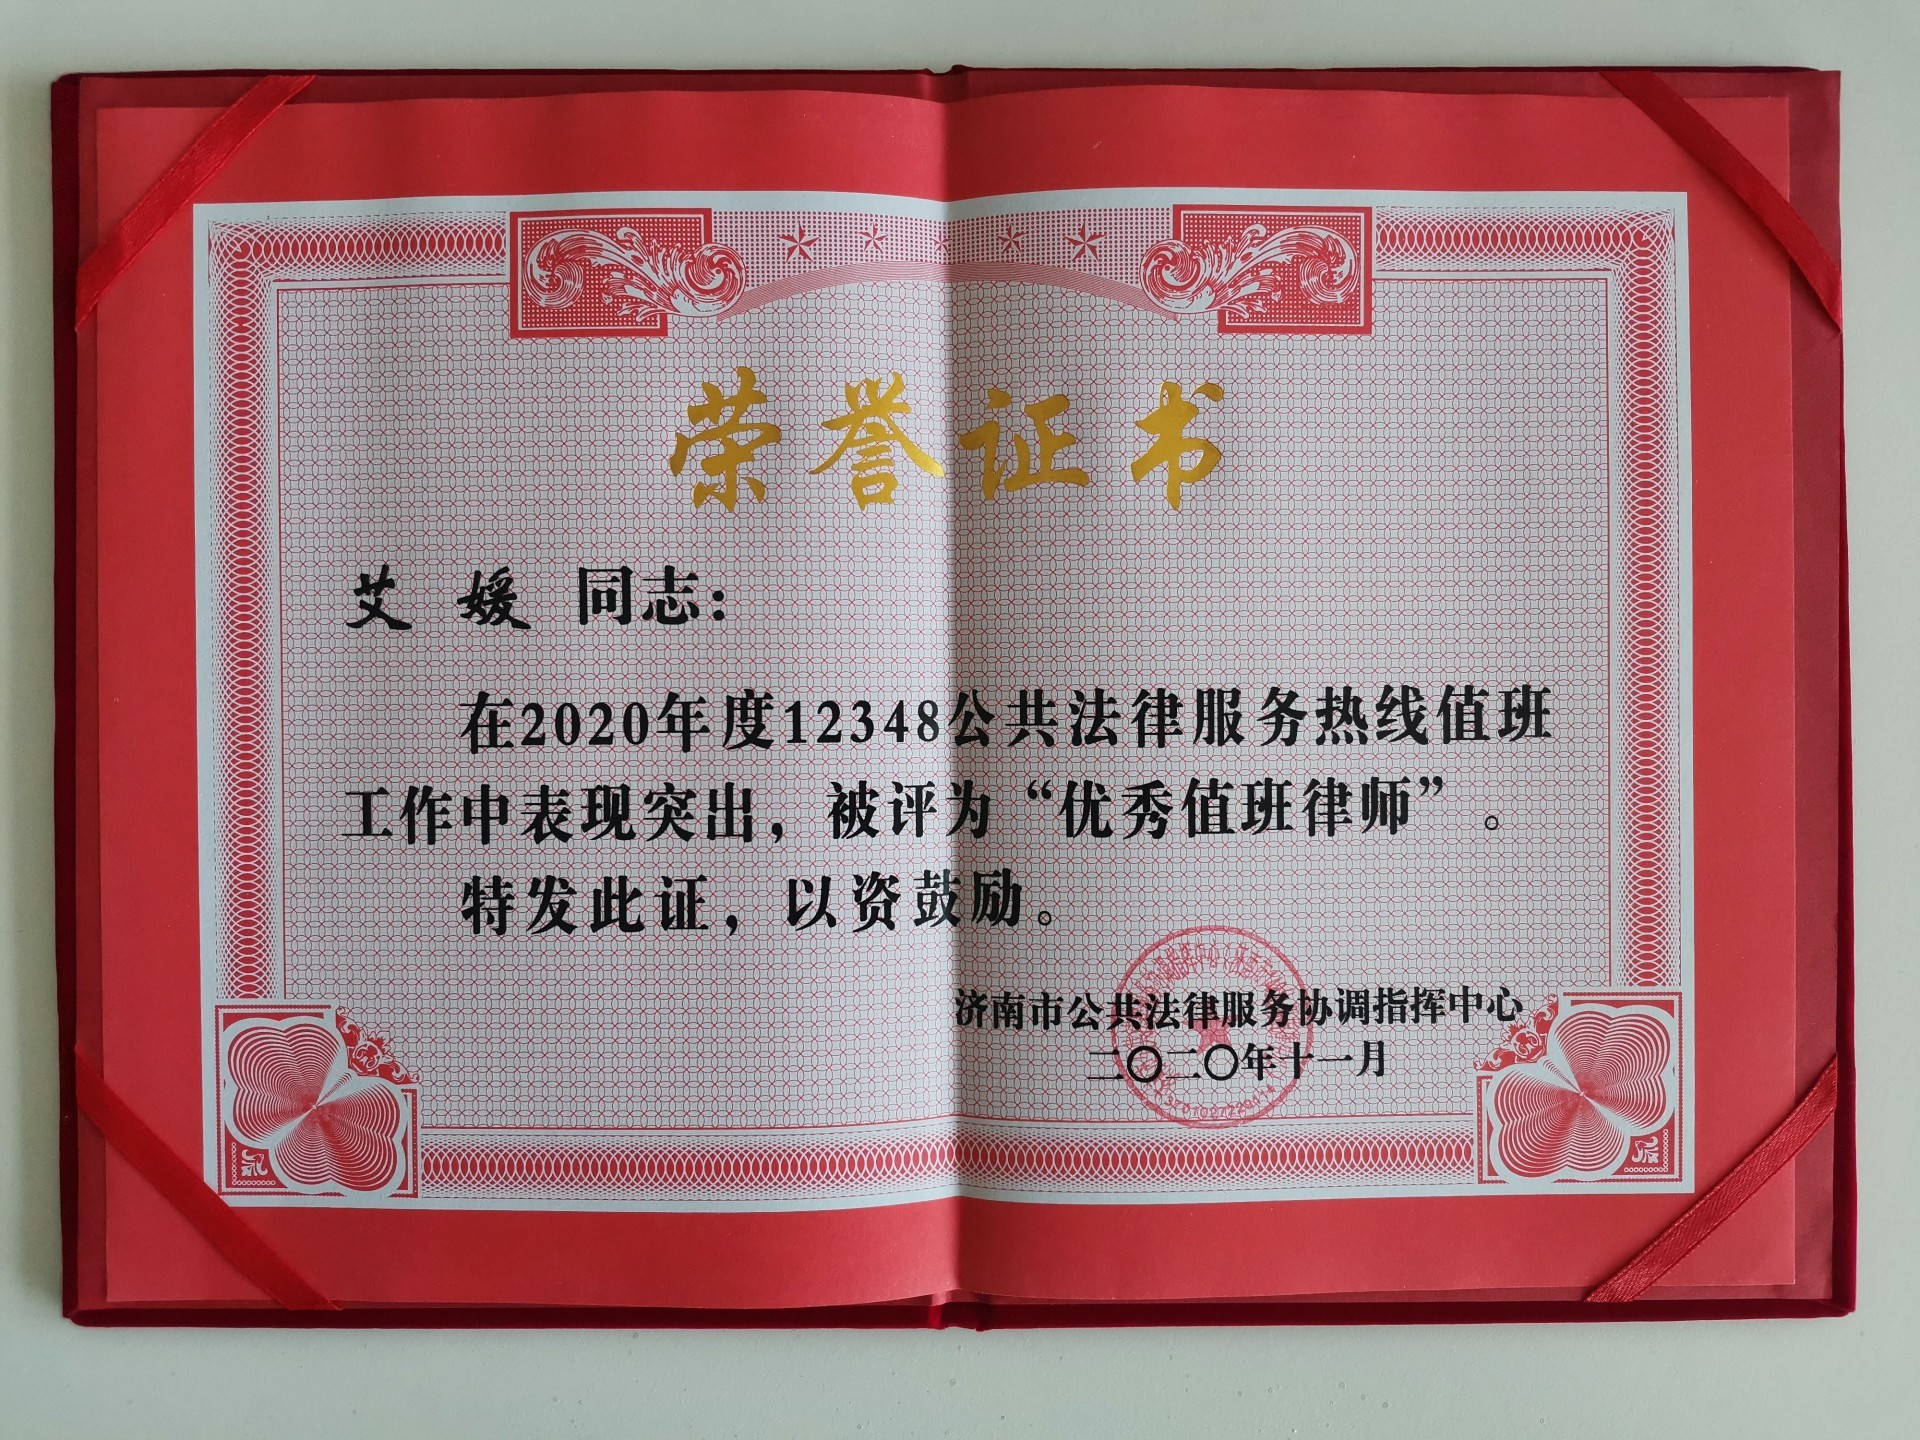 荣誉证书
艾 媛 同志：
在2020年度12348公共法律服务热线值班
工作中表现突出，被评为“优秀值班律师”。
特发此证，以资鼓励。
济南市公共法律服务协调指挥中心
二〇二〇年十一月